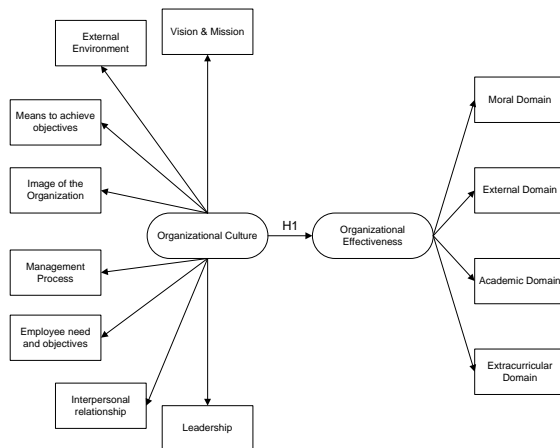 Vision & Mission
External
Environment
Means to achieve
objectives
Image of the
Organization
Organizational Culture
H1
Organizational
Effectiveness
Management
Process
Employee need
and objectives
Interpersonal
relationship
Leadership
Moral Domain
External Domain
Academic Domain
Extracurricular
Domain